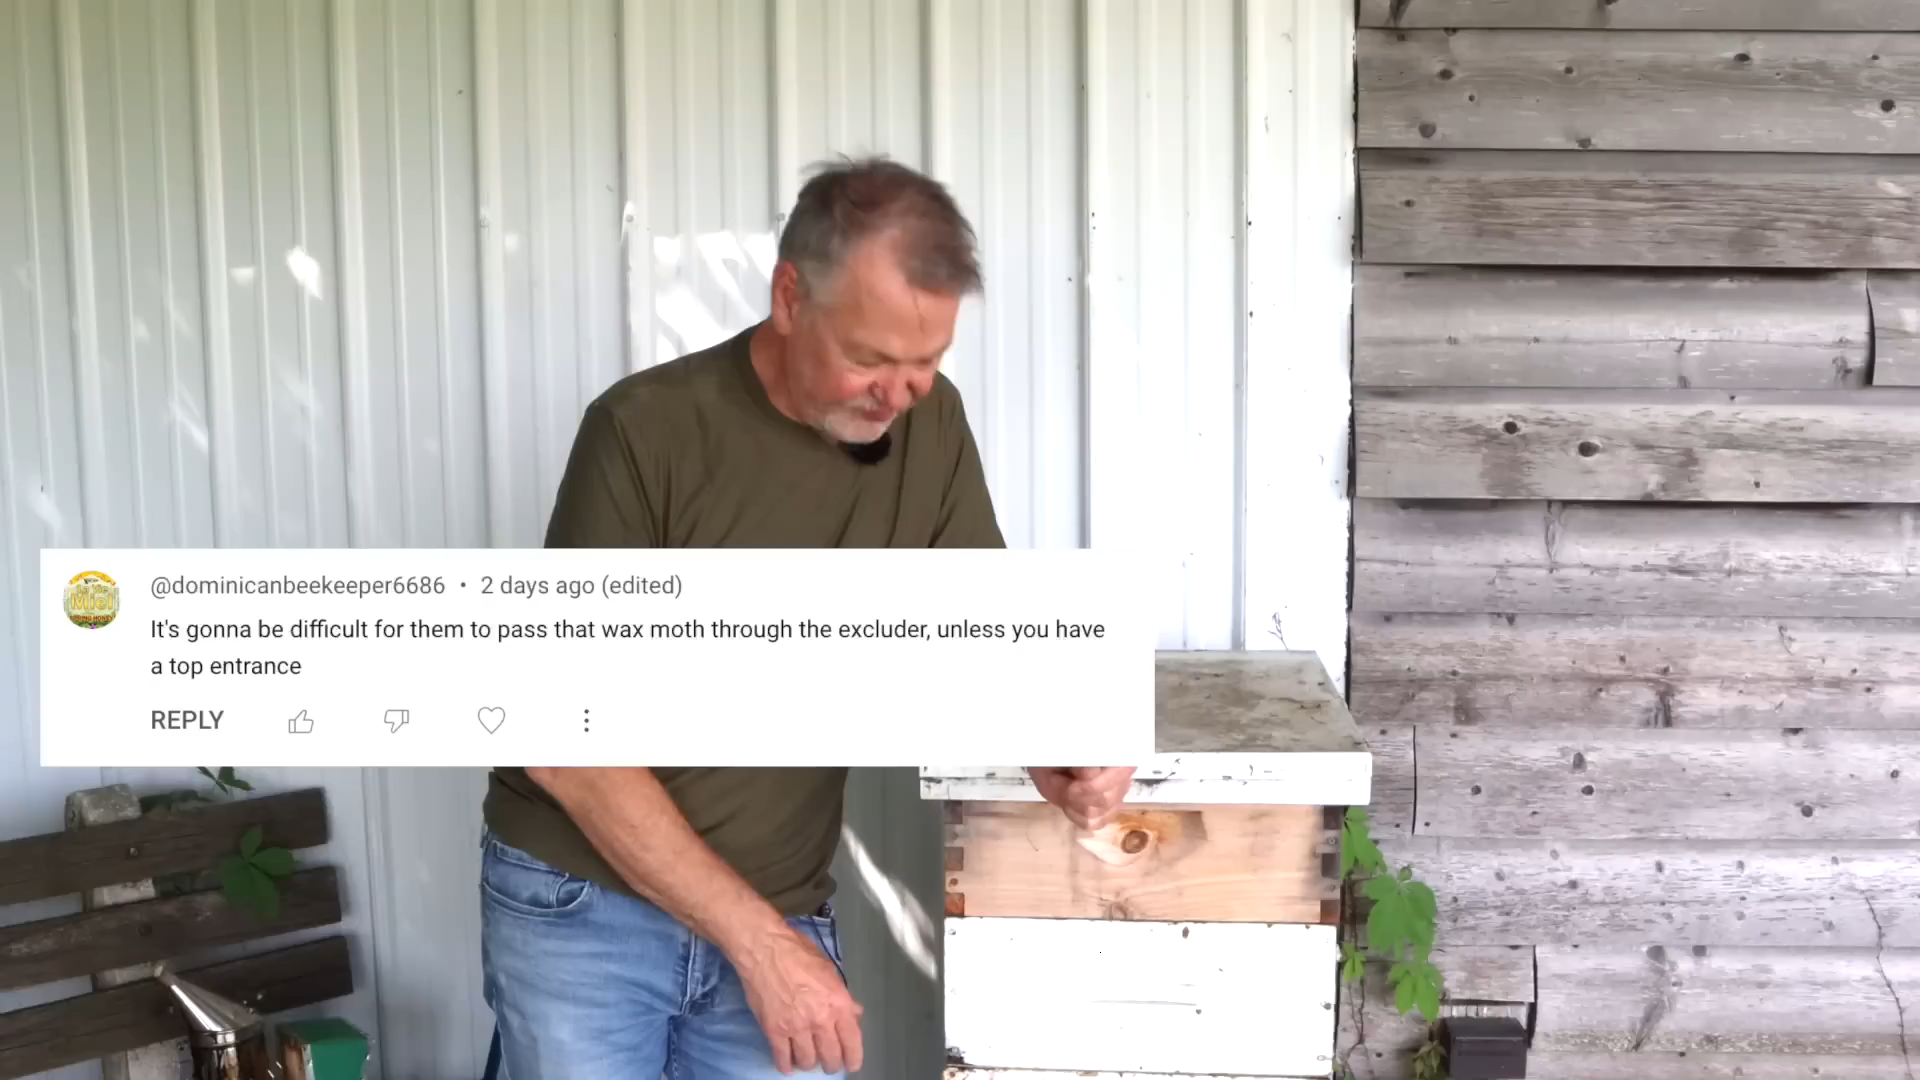 @dominicanbeekeeper6686 • 2 days ago (edited)
It's gonna be difficult for them to pass that wax moth through the excluder, unless you have
a top entrance
REPLY
Miel